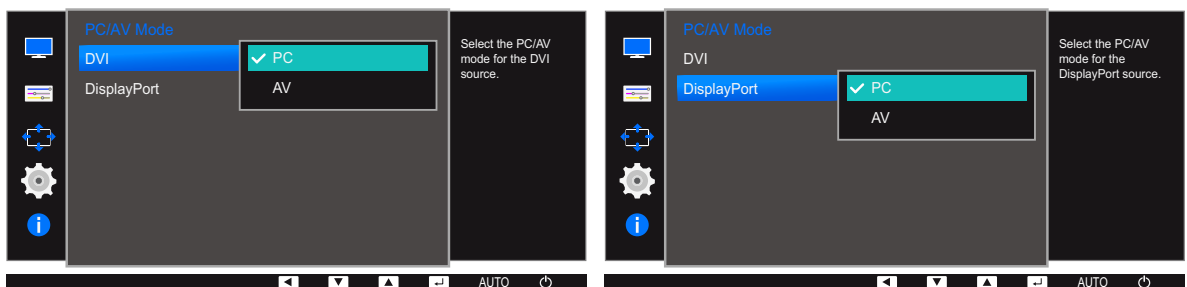 PC/AV Mode
DVI
DisplayPort
PC
AV
Select the PC/AV
mode for the DVI
source.
AUTO
PC/AV Mode
DVI
DisplayPort
PC
AV
Select the PC/AV
mode for the
DisplayPort source.
AUTO